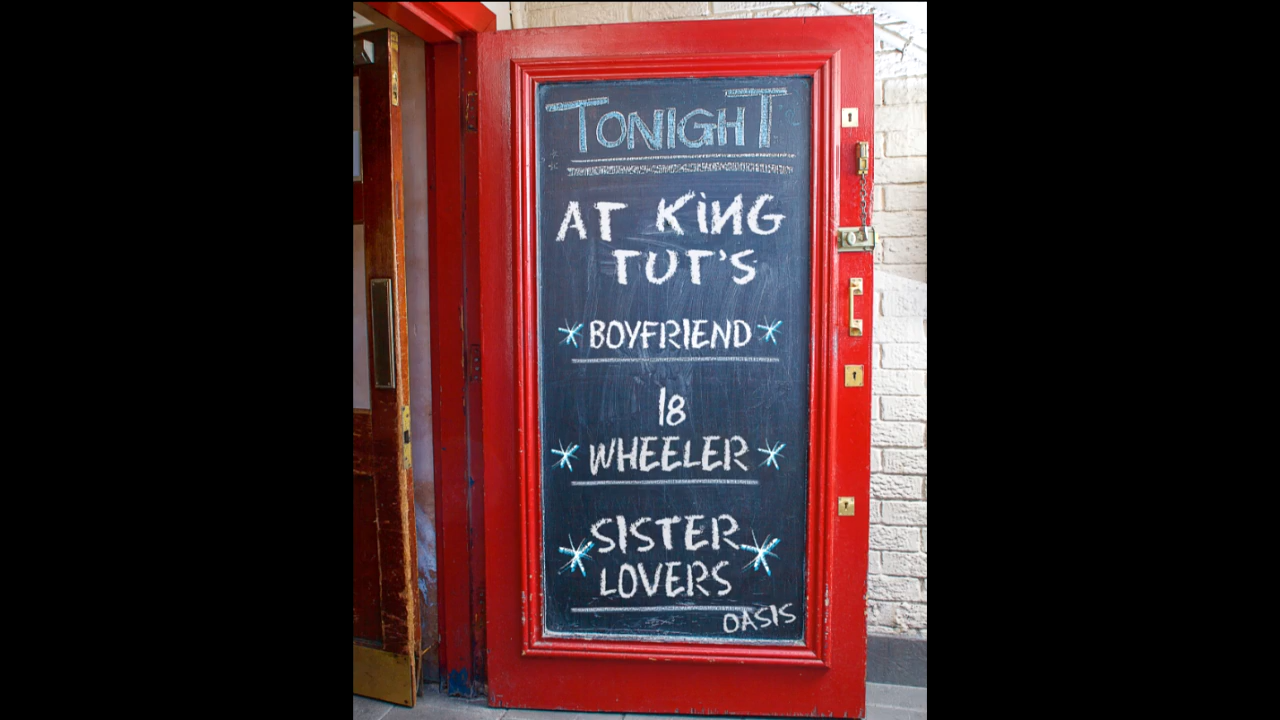 TONIGHT
AT KING
TUT'S
BOYFRIEND
18
WHEELER
SISTER
LOVERS
OASIS